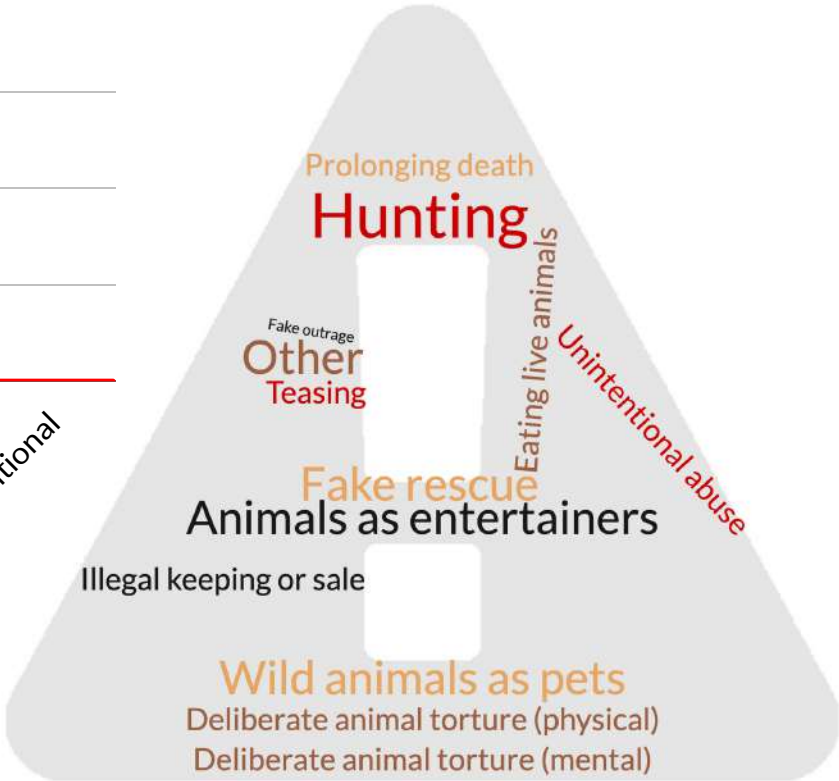 Prolonging death
Hunting
Eating live animals
Unintentional abuse
Fake outrage
Other
Teasing
Fake rescue
Animals as entertainers
Illegal keeping or sale
Wild animals as pets
Deliberate animal torture (physical)
Deliberate animal torture (mental)